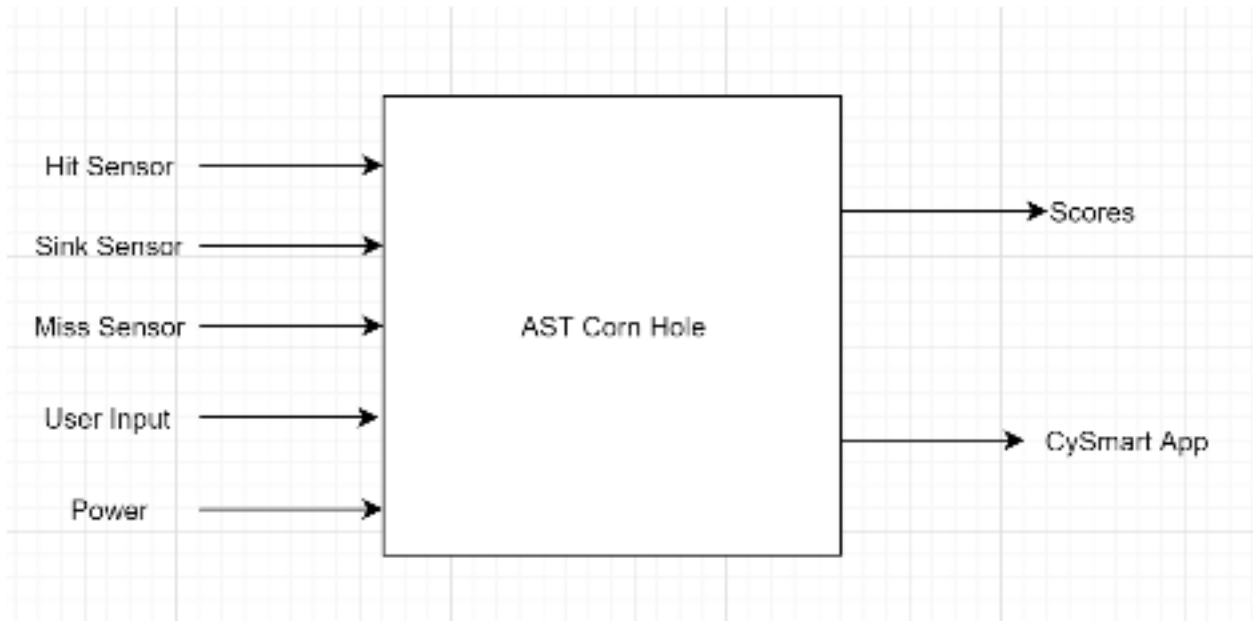 Hit Sensor
Sink Sensor
Miss Sensor
User Input
Power
AST Corn Hole
Scores
CySmart App